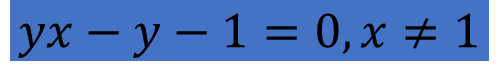 yx − y − 1 = 0, x ≠ 1